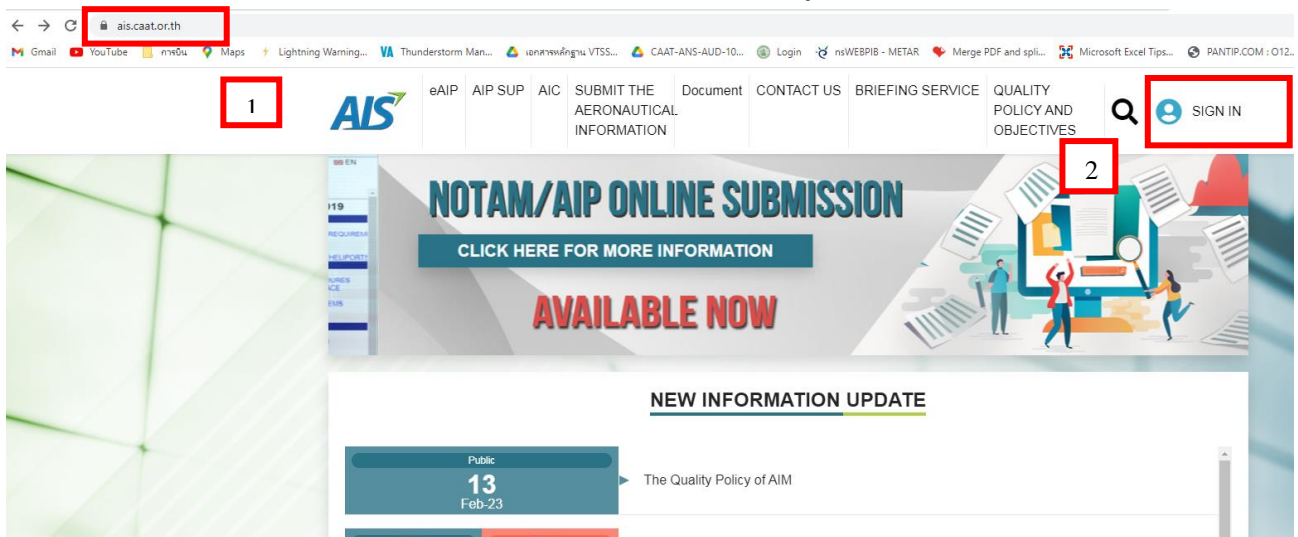 ais.caat.or.th
Gmail YouTube การบิน Maps Lightning Warning... Thunderstorm Man... เอกสารหลักฐาน VTSS... CAAT-ANS-AUD-10... Login nsWEBPIB - METAR Merge PDF and spli... Microsoft Excel Tips... PANTIP.COM : O12...
1
AIS
eAIP AIP SUP AIC SUBMIT THE AERONAUTICAL INFORMATION Document CONTACT US BRIEFING SERVICE QUALITY POLICY AND OBJECTIVES SIGN IN
2
EN
NOTAM/AIP ONLINE SUBMISSION
CLICK HERE FOR MORE INFORMATION
AVAILABLE NOW
NEW INFORMATION UPDATE
Public
13
Feb-23
The Quality Policy of AIM